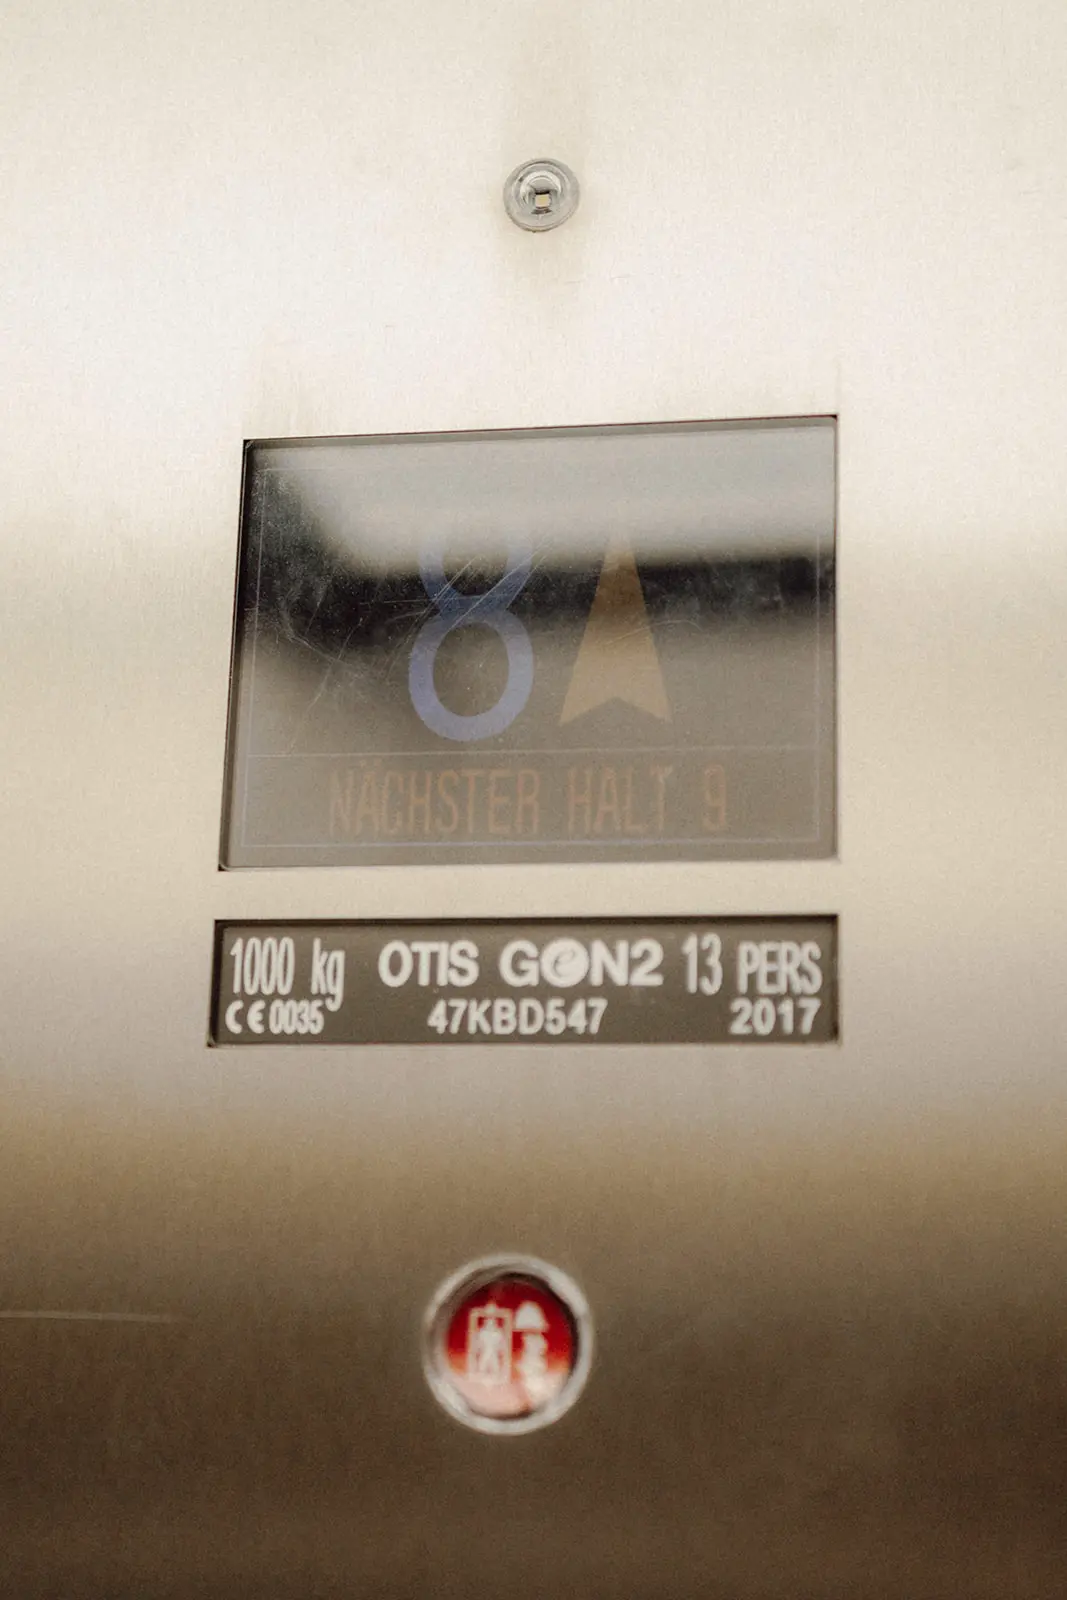 8
NÄCHSTER HALT 9
1000 kg OTIS GeN2 13 PERS
CE 0035 47KBD547 2017